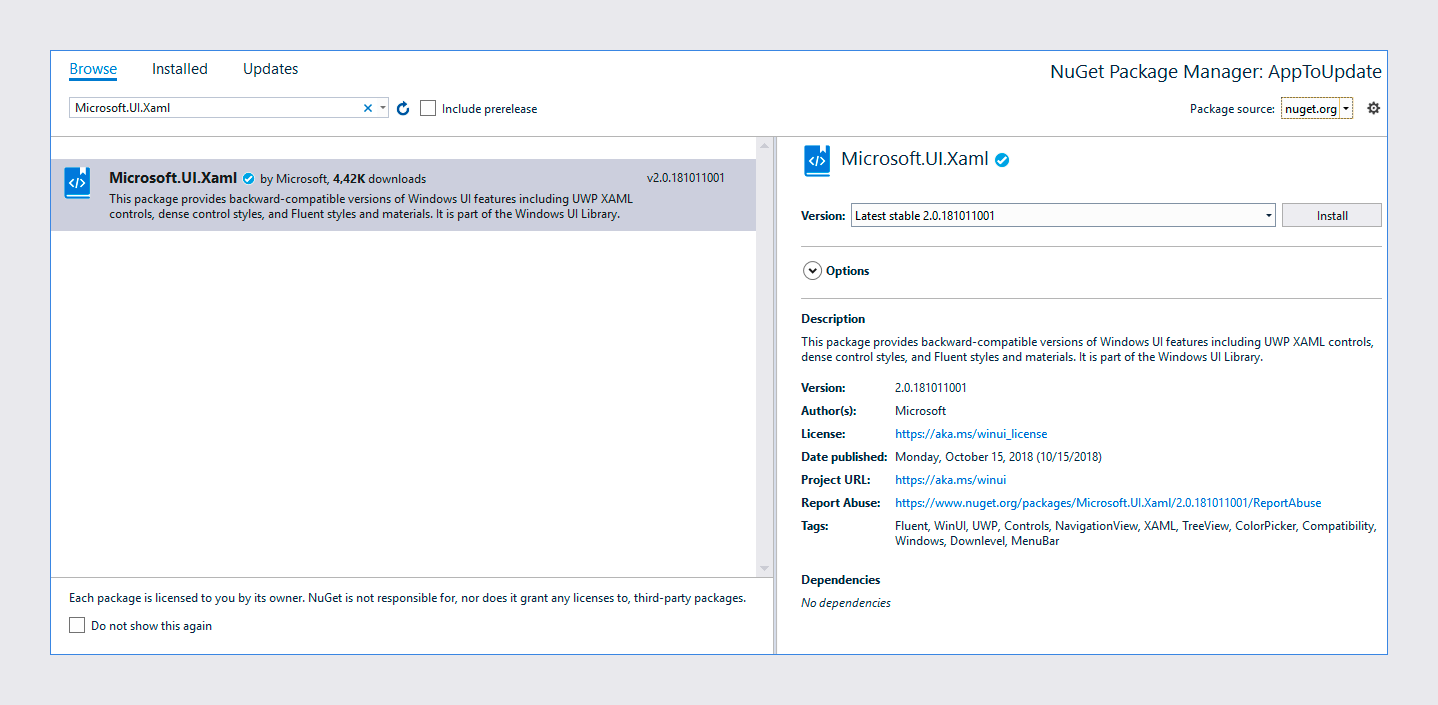 Browse Installed Updates
NuGet Package Manager: AppToUpdate
Microsoft.UI.Xaml
Include prerelease
Package source: nuget.org
Microsoft.UI.Xaml by Microsoft, 4,42K downloads
v2.0.181011001
This package provides backward-compatible versions of Windows UI features including UWP XAML
controls, dense control styles, and Fluent styles and materials. It is part of the Windows UI Library.
Each package is licensed to you by its owner. NuGet is not responsible for, nor does it grant any licenses to, third-party packages.
Do not show this again
Microsoft.UI.Xaml
Version: Latest stable 2.0.181011001 Install
Options
Description
This package provides backward-compatible versions of Windows UI features including UWP XAML controls,
dense control styles, and Fluent styles and materials. It is part of the Windows UI Library.
Version: 2.0.181011001
Author(s): Microsoft
License: https://aka.ms/winui_license
Date published: Monday, October 15, 2018 (10/15/2018)
Project URL: https://aka.ms/winui
Report Abuse: https://www.nuget.org/packages/Microsoft.UI.Xaml/2.0.181011001/ReportAbuse
Tags: Fluent, WinUI, UWP, Controls, NavigationView, XAML, TreeView, ColorPicker, Compatibility,
Windows, Downlevel, MenuBar
Dependencies
No dependencies